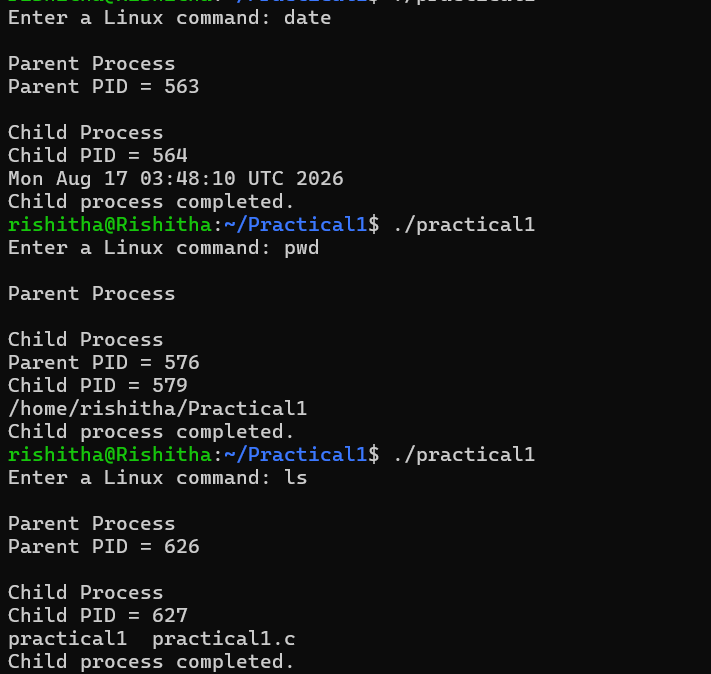 Enter a Linux command: date
Parent Process
Parent PID = 563
Child Process
Child PID = 564
Mon Aug 17 03:48:10 UTC 2026
Child process completed.
rishitha@Rishitha:~/Practical1$ ./practical1
Enter a Linux command: pwd
Parent Process
Child Process
Parent PID = 576
Child PID = 579
/home/rishitha/Practical1
Child process completed.
rishitha@Rishitha:~/Practical1$ ./practical1
Enter a Linux command: ls
Parent Process
Parent PID = 626
Child Process
Child PID = 627
practical1  practical1.c
Child process completed.